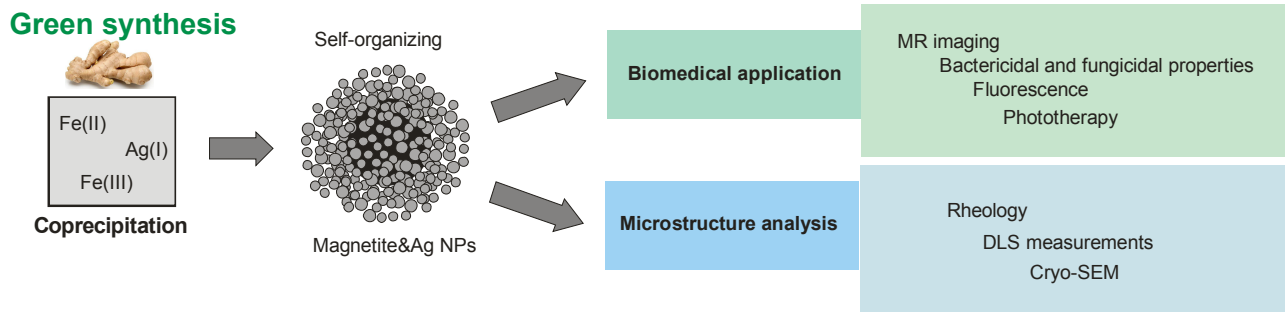 Green synthesis
Fe(II)
Ag(I)
Fe(III)
Coprecipitation
Self-organizing
Magnetite&Ag NPs
Biomedical application
MR imaging
Bactericidal and fungicidal properties
Fluorescence
Phototherapy
Microstructure analysis
Rheology
DLS measurements
Cryo-SEM